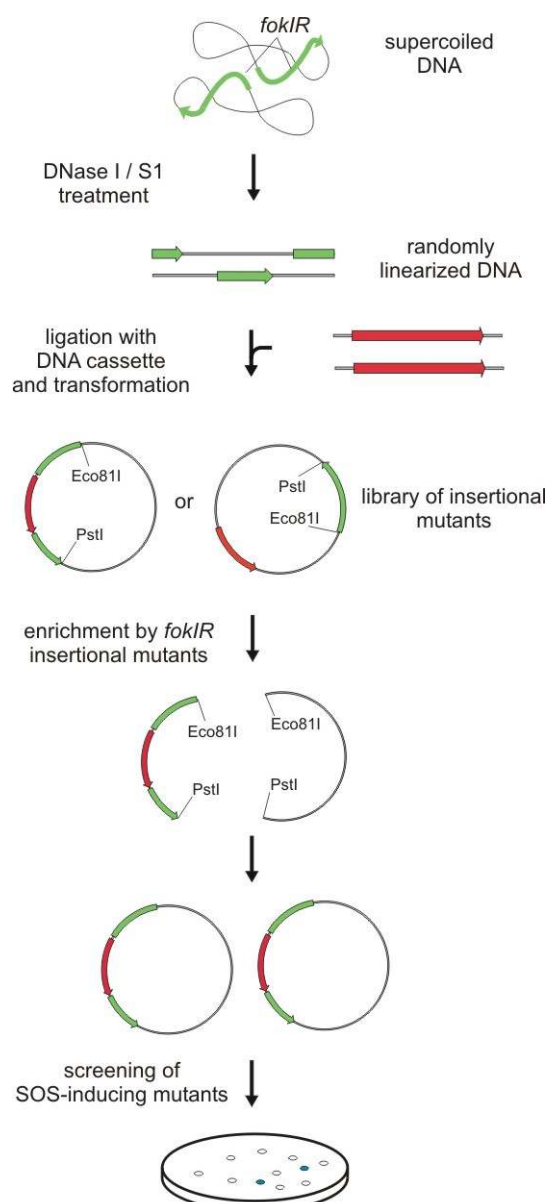 fokIR
supercoiled
DNA
DNase I / S1
treatment
randomly
linearized DNA
ligation with
DNA cassette
and transformation
Eco81I
PstI
or
PstI
Eco81I
library of insertional
mutants
enrichment by fokIR
insertional mutants
Eco81I
PstI
Eco81I
PstI
screening of
SOS-inducing mutants